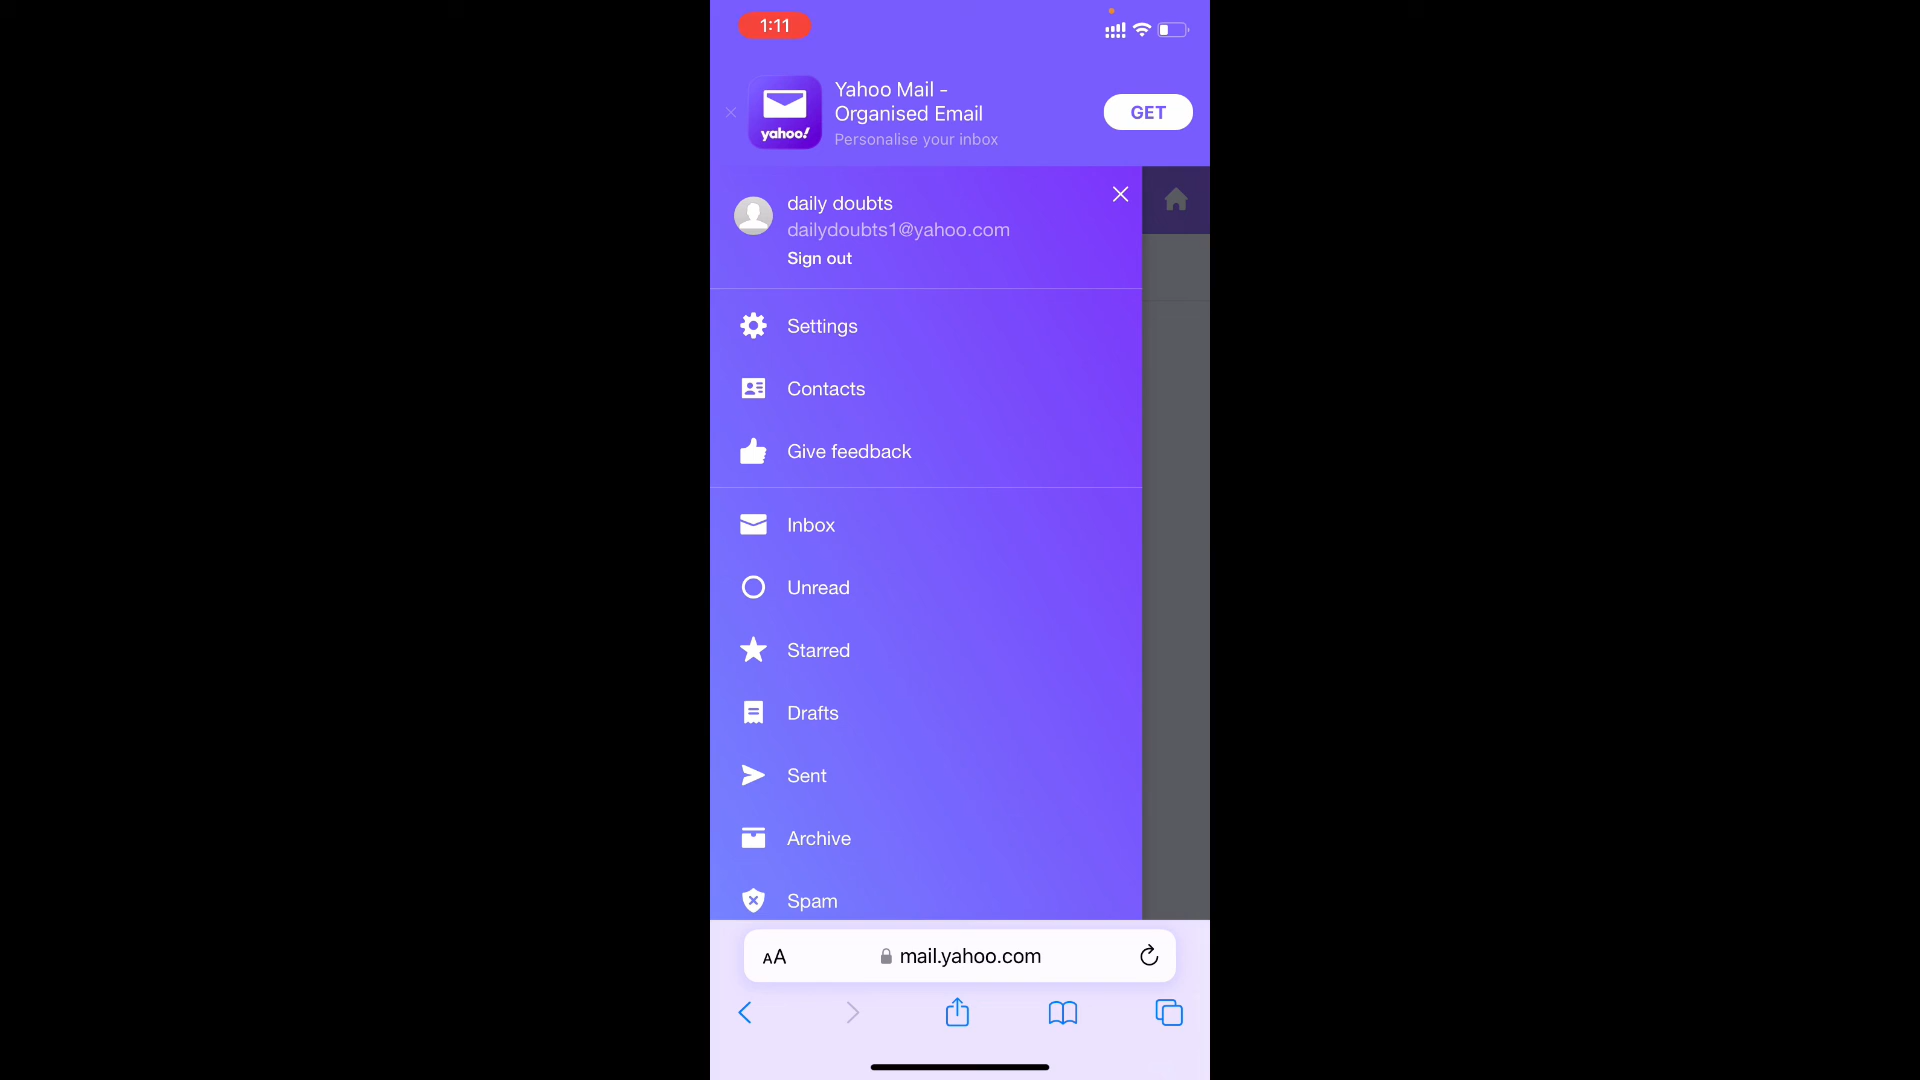 1:11
yahoo!
Yahoo Mail -
Organised Email
Personalise your inbox
GET
daily doubts
dailydoubts1@yahoo.com
Sign out
Settings
Contacts
Give feedback
Inbox
Unread
Starred
Drafts
Sent
Archive
Spam
AA
mail.yahoo.com